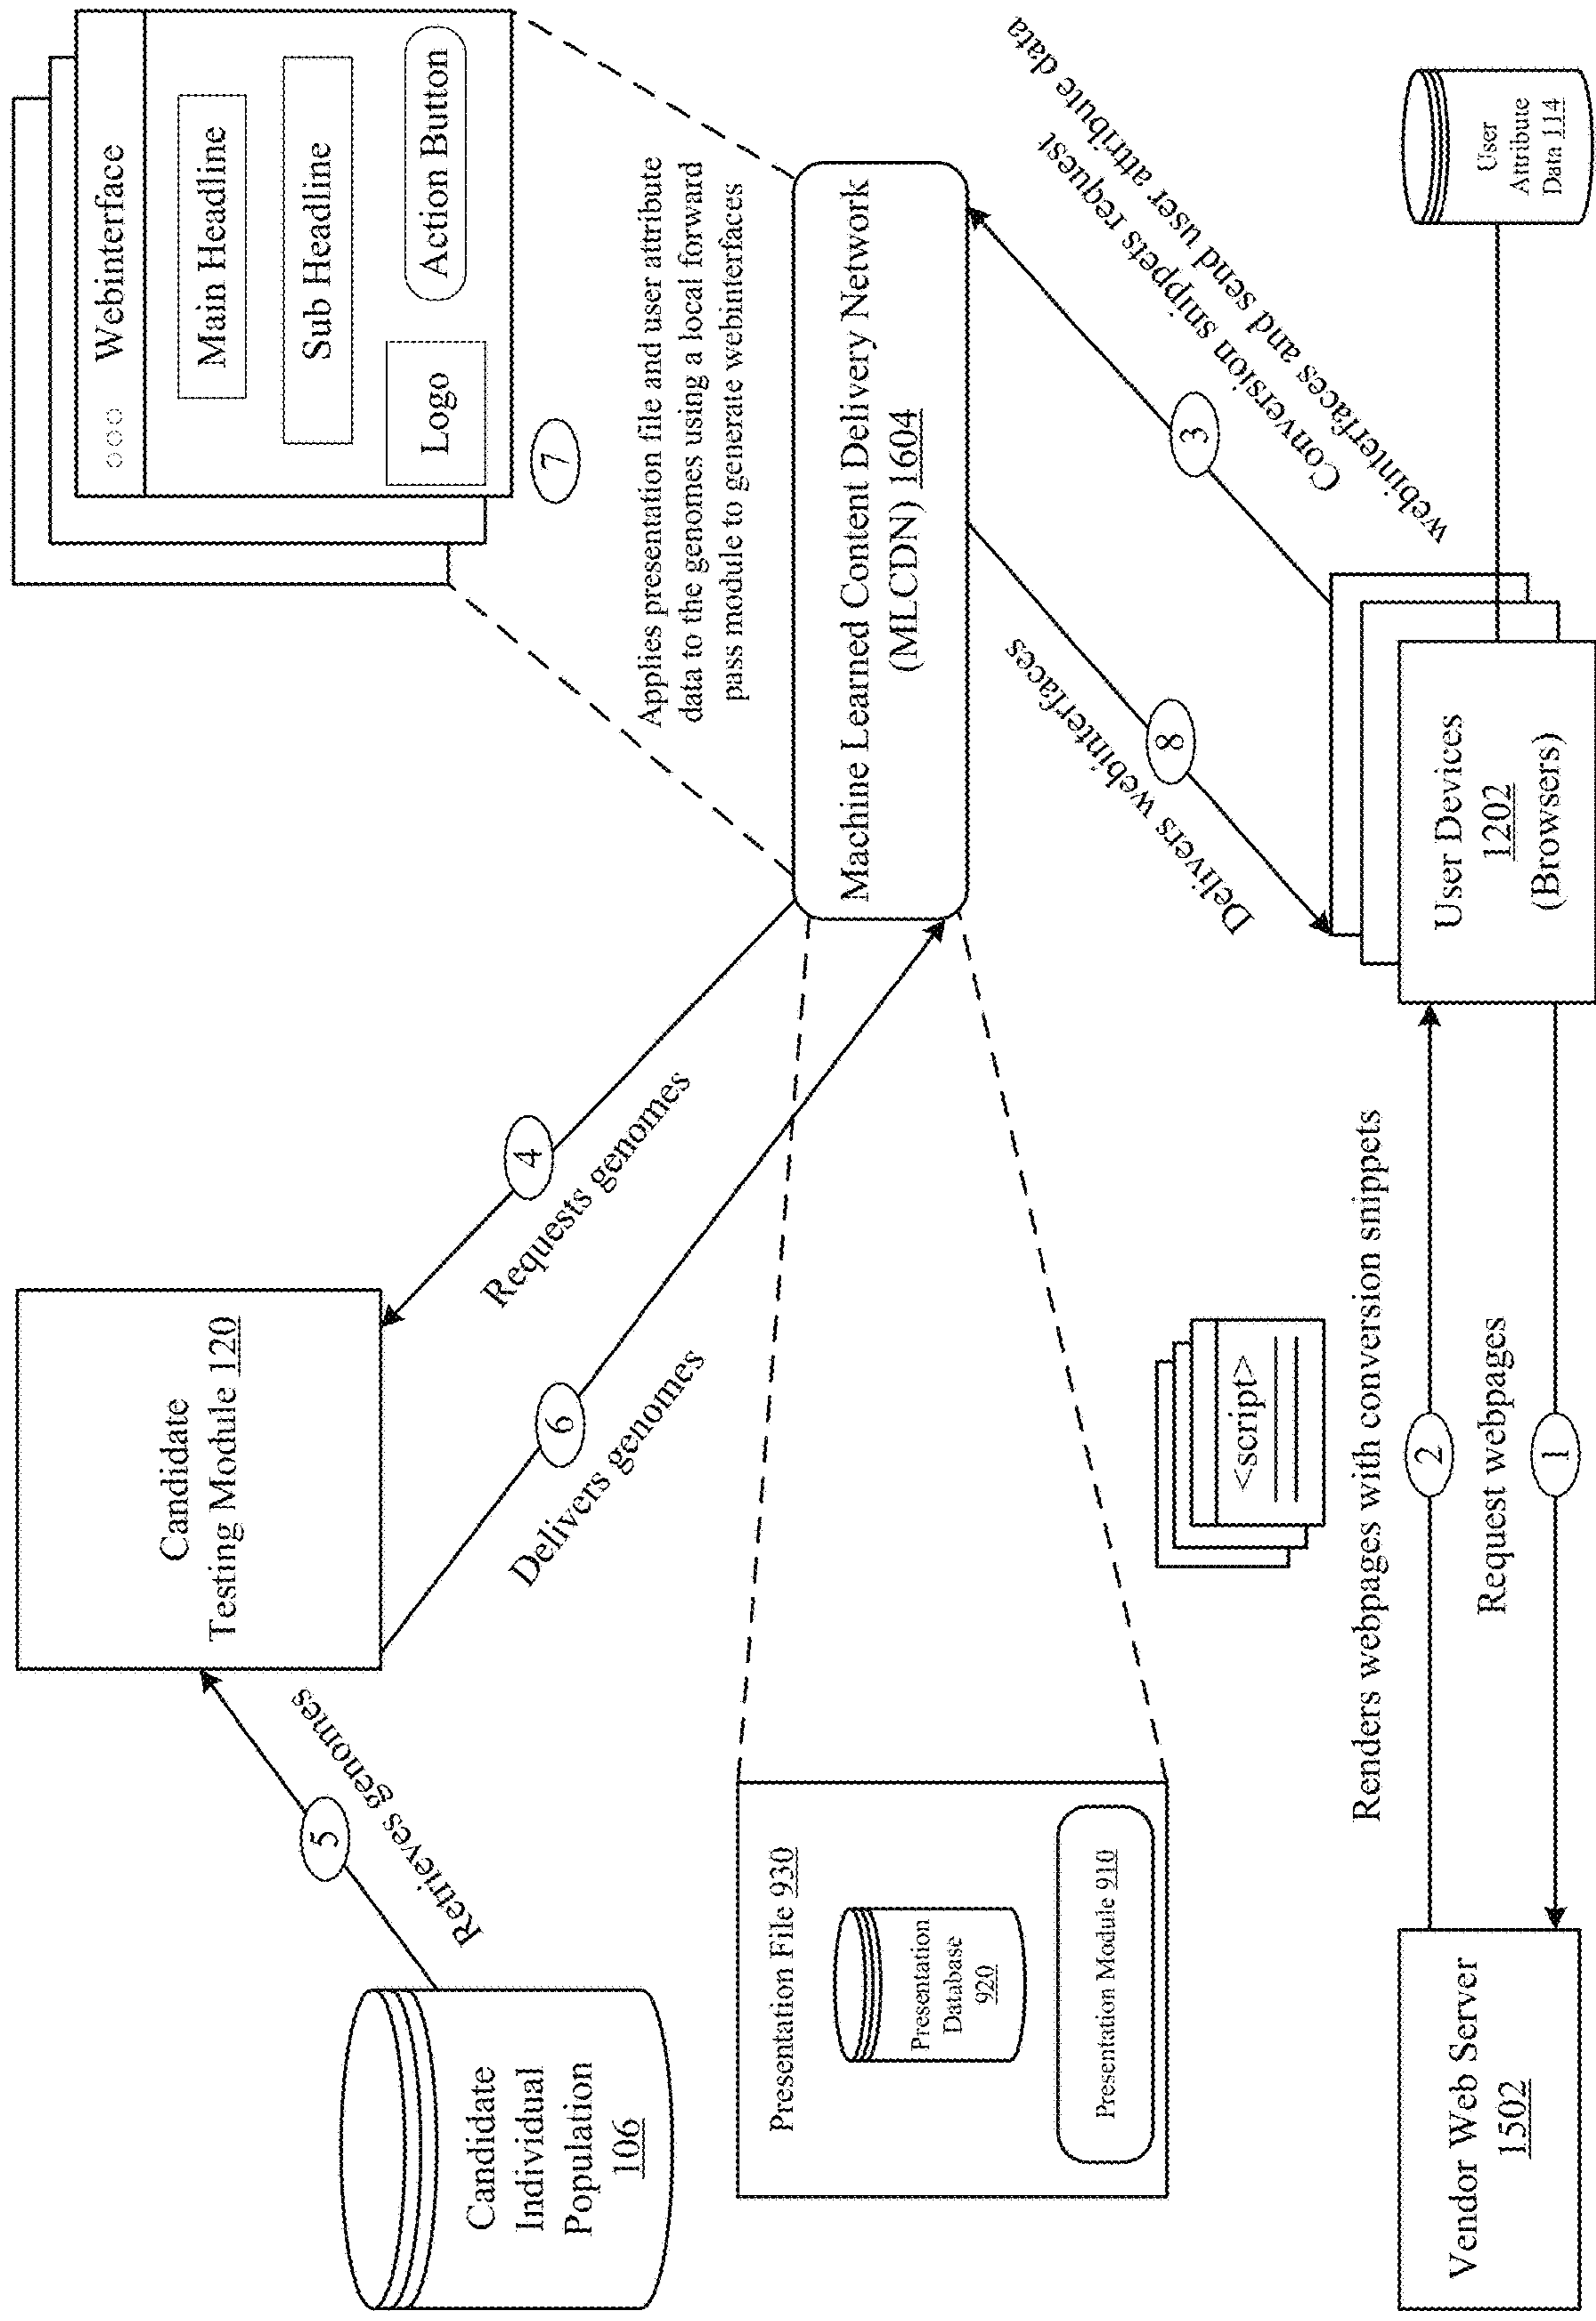 Candidate
Individual
Population
106
5
Retrieves genomes
Candidate
Testing Module 120
4
Requests genomes
6
Delivers genomes
Webinterface
Main Headline
Sub Headline
Logo
Action Button
7
Applies presentation file and user attribute
data to the genomes using a local forward
pass module to generate webinterfaces
Machine Learned Content Delivery Network
(MLCDN) 1604
Presentation File 930
Presentation
Database
920
Presentation Module 910
8
Delivers webinterfaces
3
Conversion snippets request
webinterfaces and send user attribute data
<script>
Renders webpages with conversion snippets
2
Request webpages
1
Vendor Web Server
1502
User Devices
1202
(Browsers)
User
Attribute
Data 114